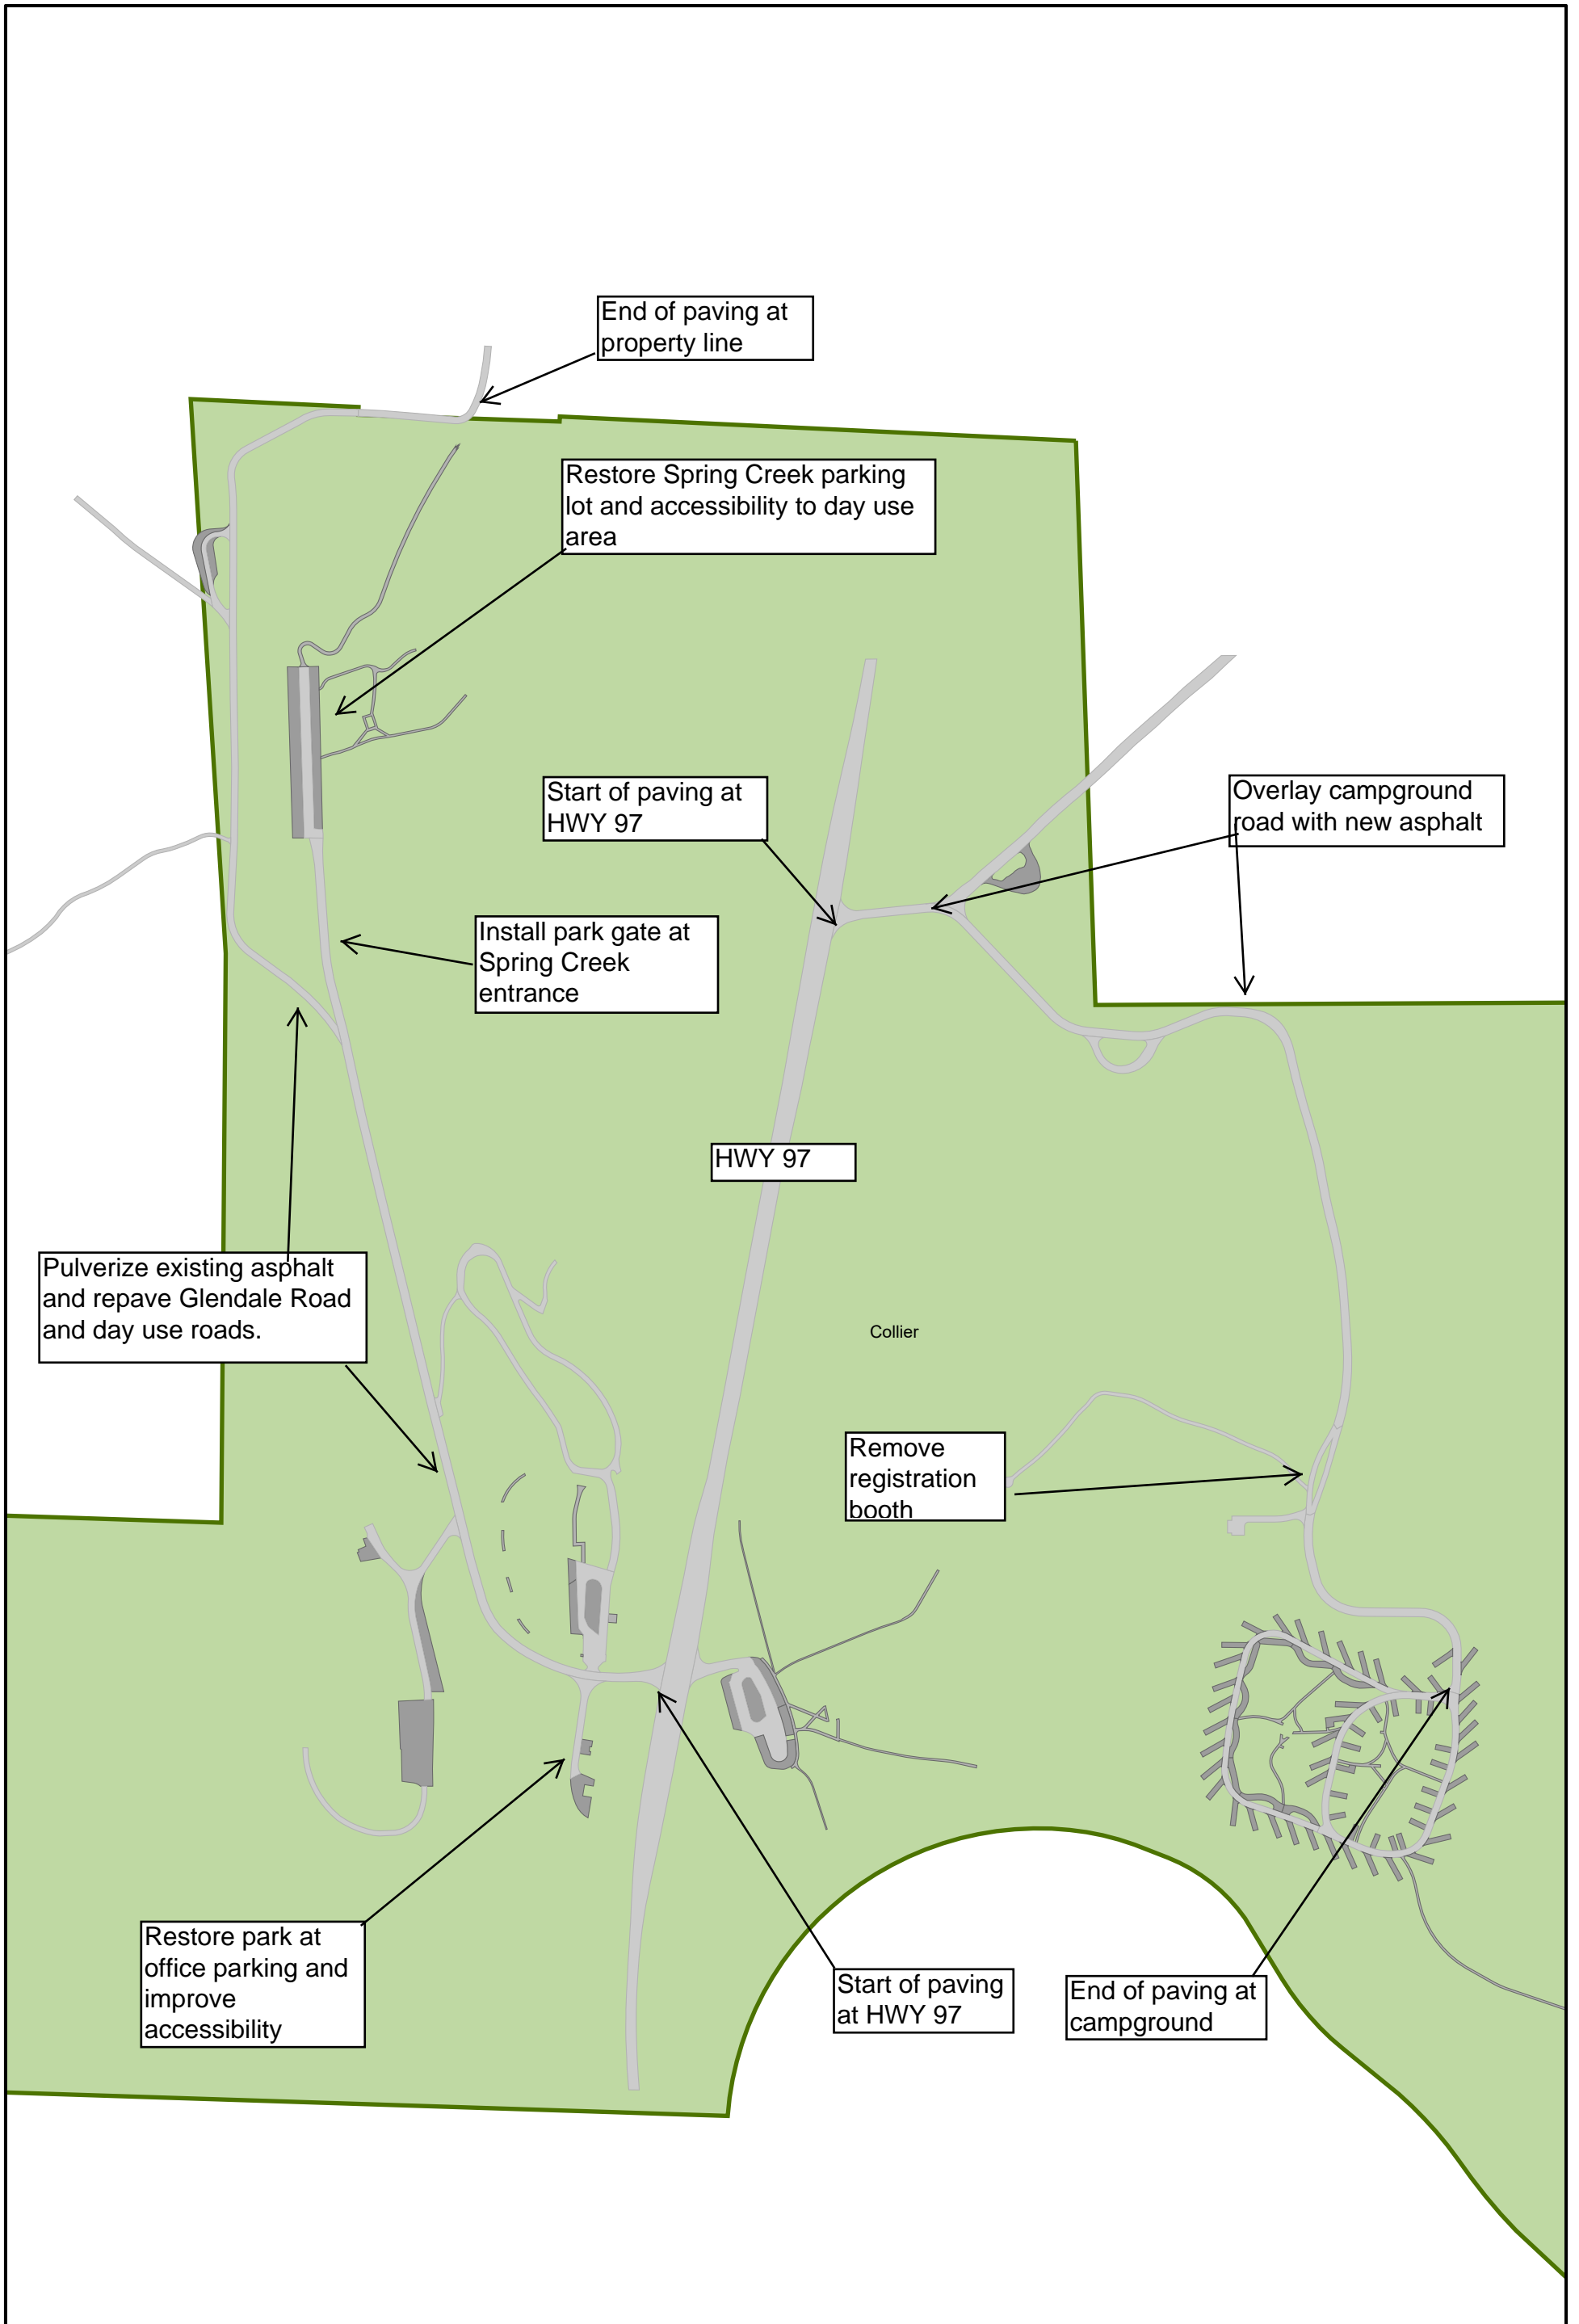 End of paving at
property line
Restore Spring Creek parking
lot and accessibility to day use
area
Start of paving at
HWY 97
Overlay campground
road with new asphalt
Install park gate at
Spring Creek
entrance
HWY 97
Pulverize existing asphalt
and repave Glendale Road
and day use roads.
Collier
Remove
registration
booth
Restore park at
office parking and
improve
accessibility
Start of paving
at HWY 97
End of paving at
campground